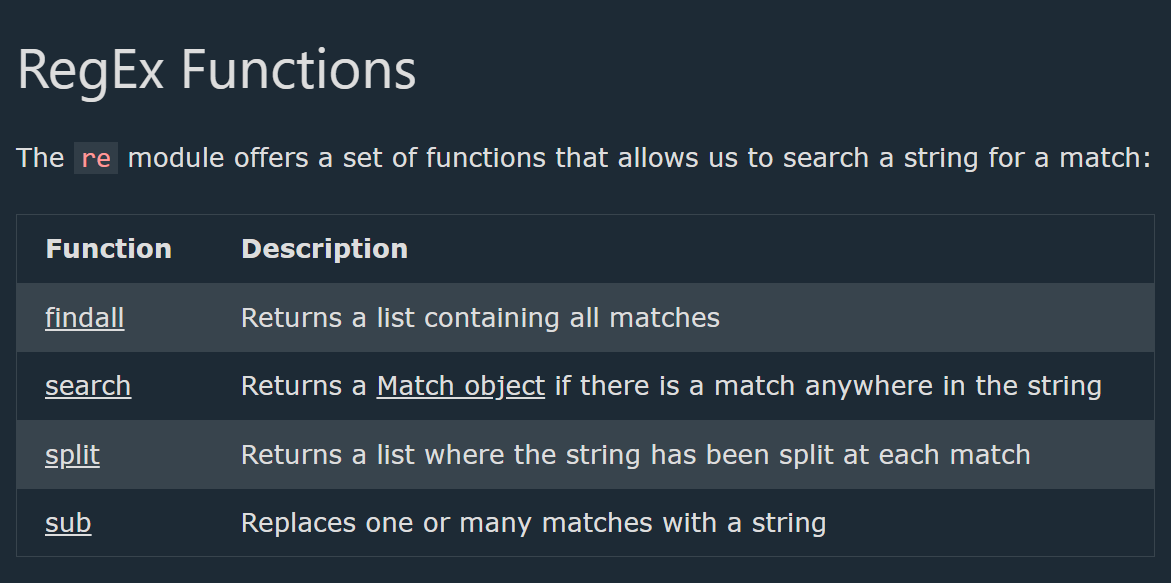 RegEx Functions
The re module offers a set of functions that allows us to search a string for a match:
Function Description
findall Returns a list containing all matches
search Returns a Match object if there is a match anywhere in the string
split Returns a list where the string has been split at each match
sub Replaces one or many matches with a string